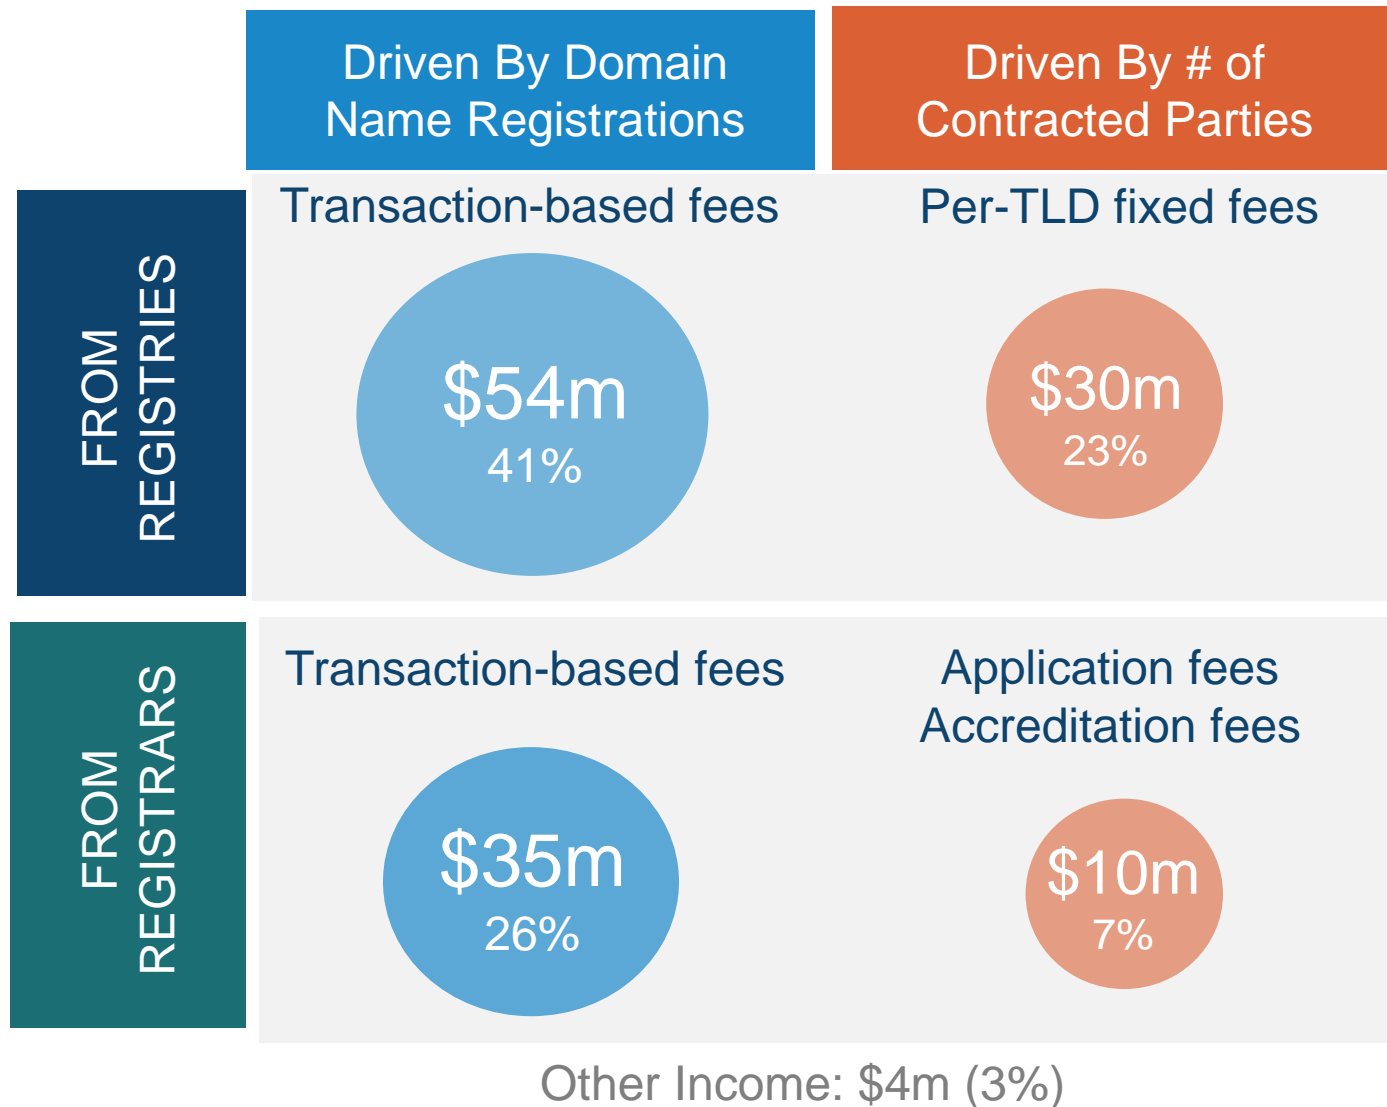 Driven By Domain
Name Registrations
Driven By # of
Contracted Parties
FROM
REGISTRIES
Transaction-based fees
$54m
41%
Per-TLD fixed fees
$30m
23%
FROM
REGISTRARS
Transaction-based fees
$35m
26%
Application fees
Accreditation fees
$10m
7%
Other Income: $4m (3%)